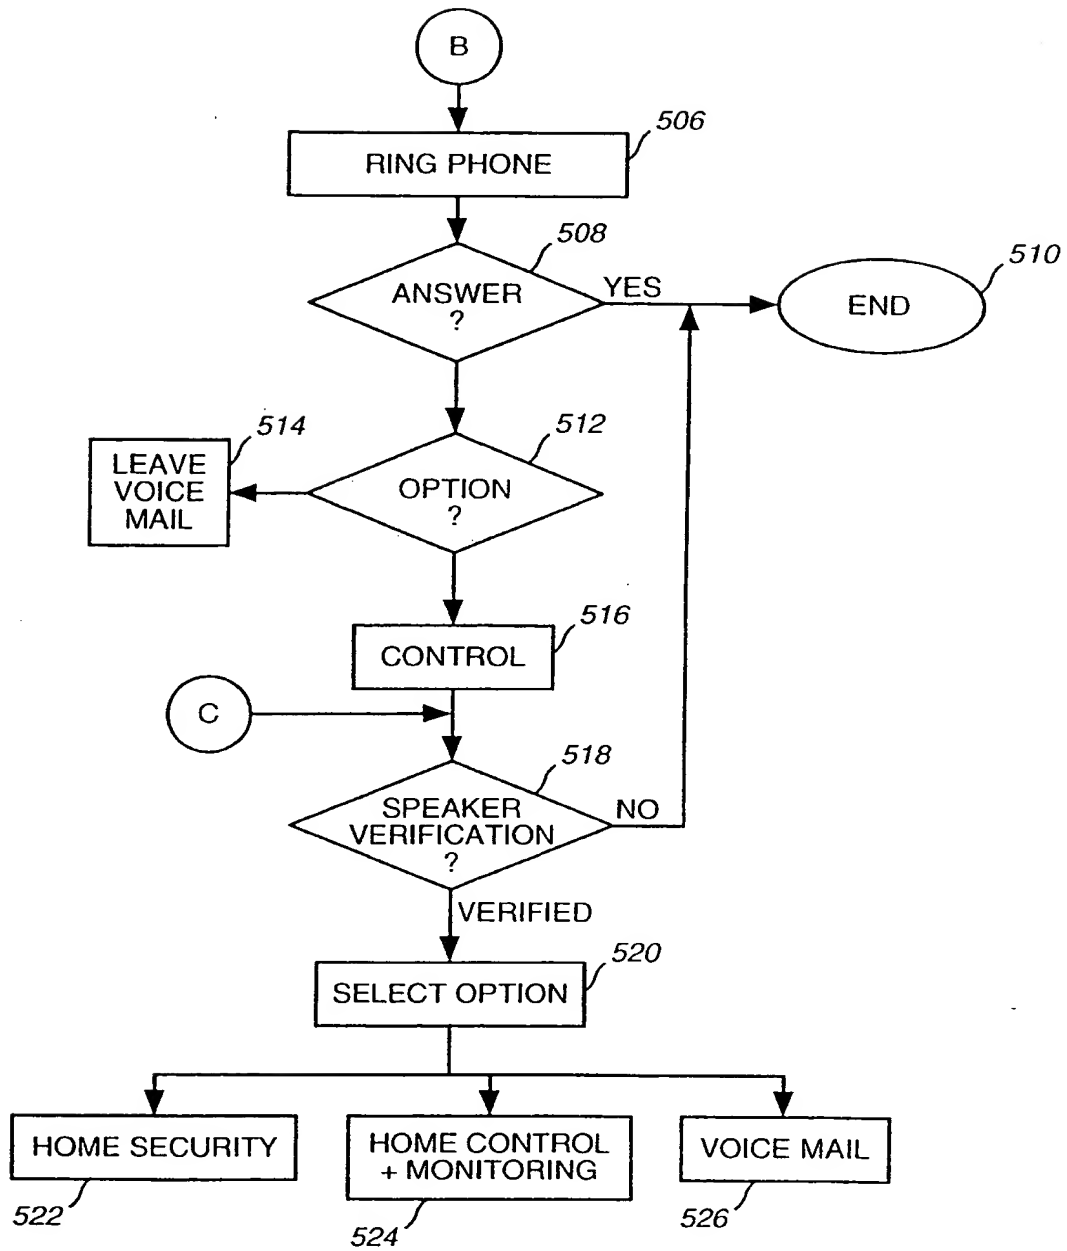 B
506
RING PHONE
508
ANSWER
?
YES
510
END
514
LEAVE
VOICE
MAIL
512
OPTION
?
516
CONTROL
C
518
SPEAKER
VERIFICATION
?
NO
VERIFIED
520
SELECT OPTION
HOME SECURITY
522
HOME CONTROL
+ MONITORING
524
VOICE MAIL
526